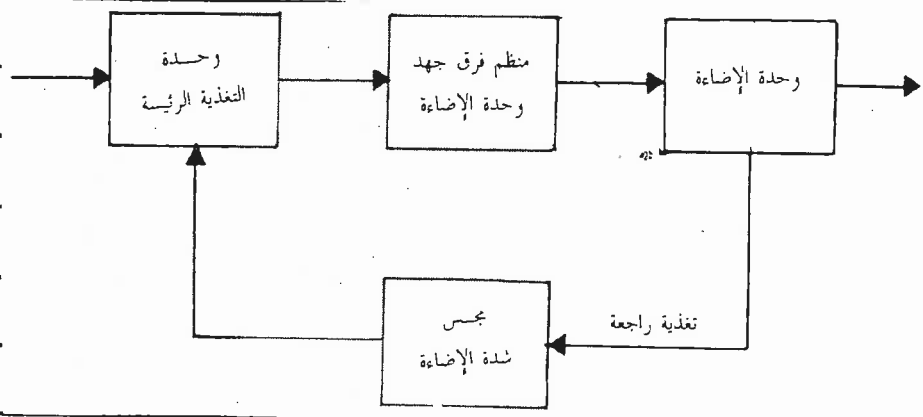 وحدة
التغذية الرئيسة
منظم فرق جهد
وحدة الإضاءة
وحدة الإضاءة
تغذية راجعة
مجس
شدة الإضاءة